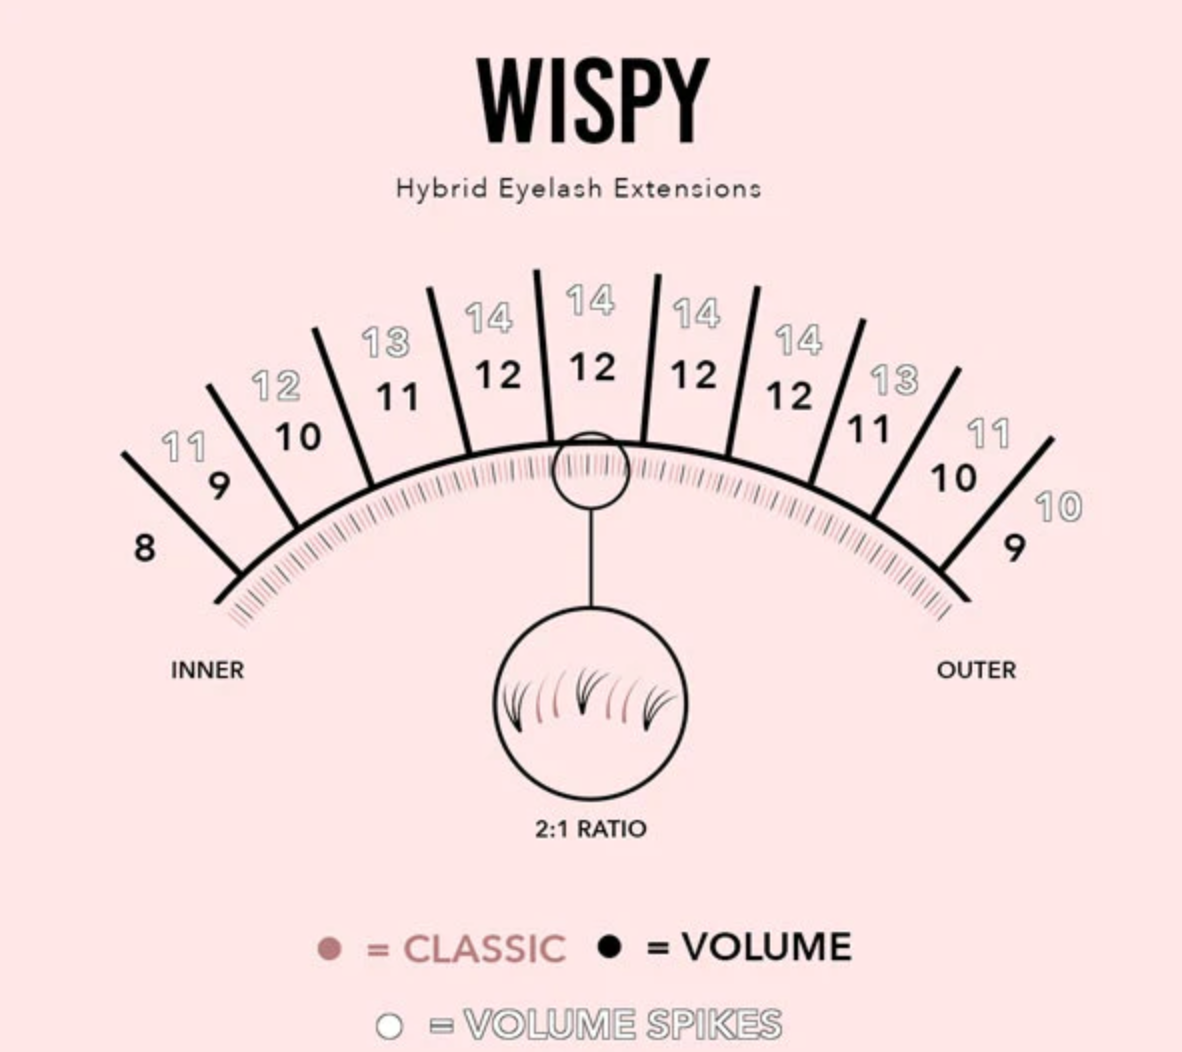 WISPY
Hybrid Eyelash Extensions
11 12 13 14 14 14 14 13 11 10
8 9 10 11 12 12 12 12 11 10 9
INNER
OUTER
2:1 RATIO
= CLASSIC = VOLUME
= VOLUME SPIKES